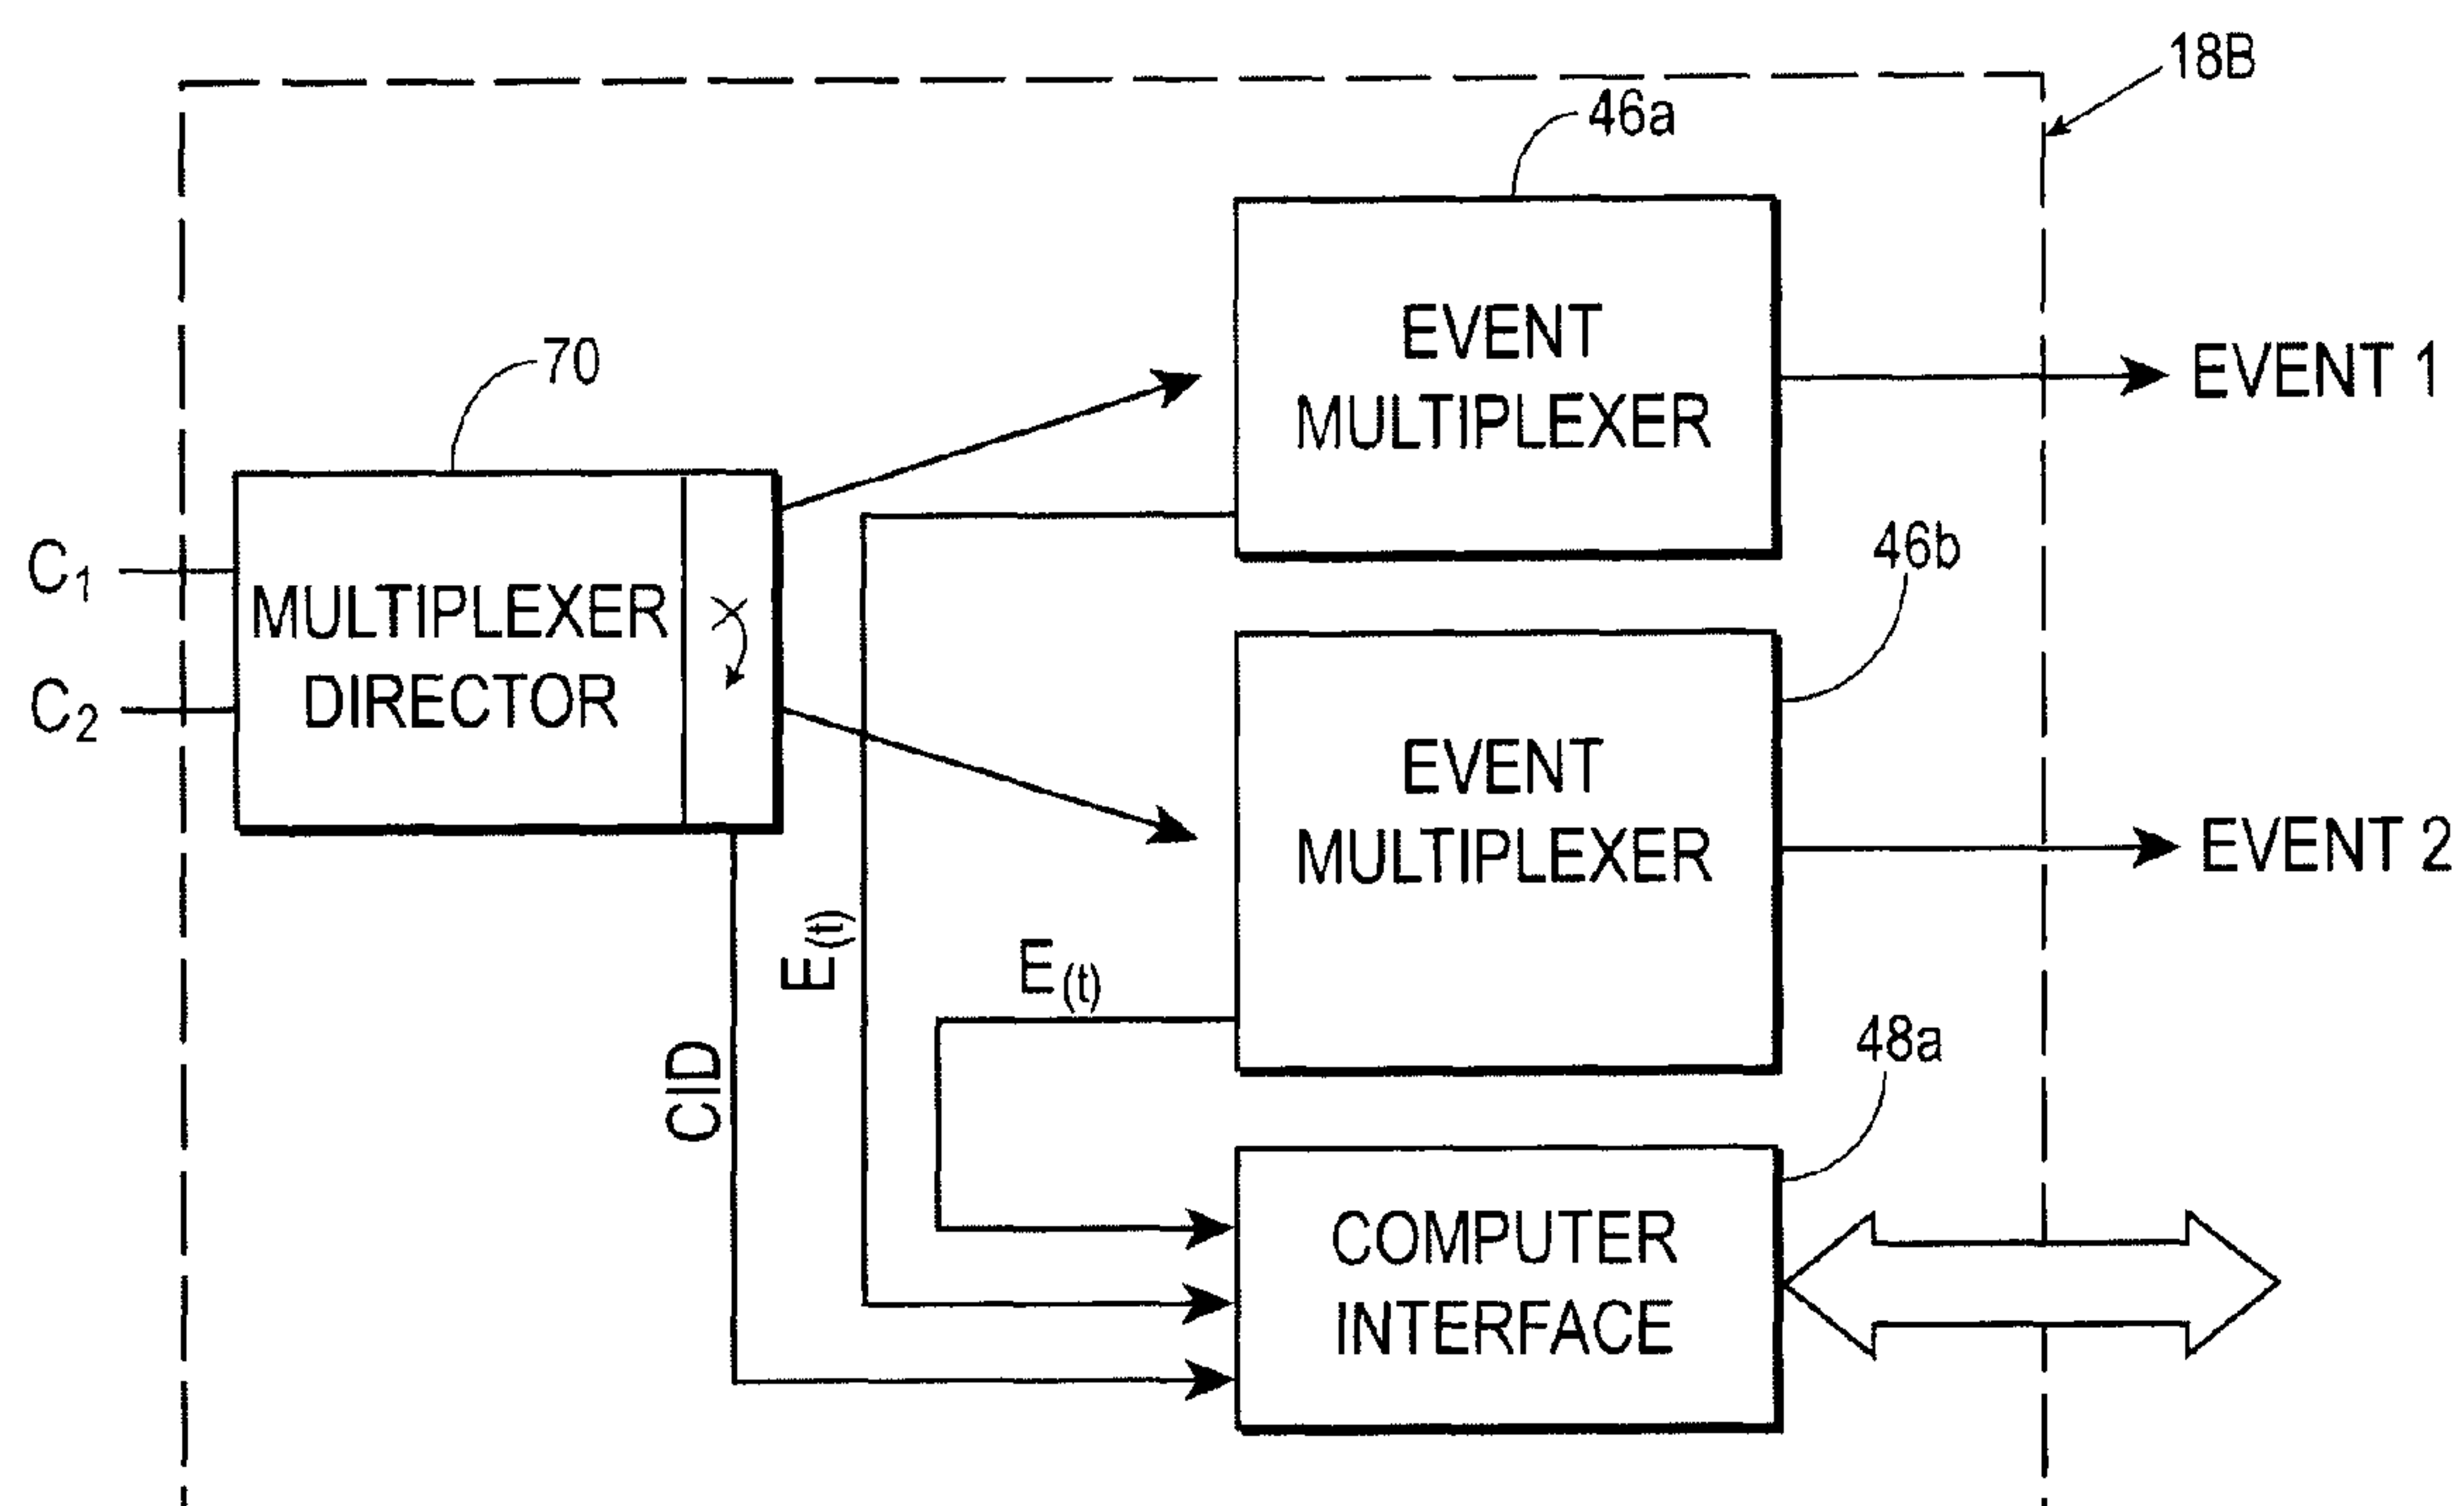 18B
46a
EVENT
MULTIPLEXER
EVENT 1
70
C₁
C₂
MULTIPLEXER
DIRECTOR
46b
EVENT
MULTIPLEXER
EVENT 2
E(t)
E(t)
CID
48a
COMPUTER
INTERFACE